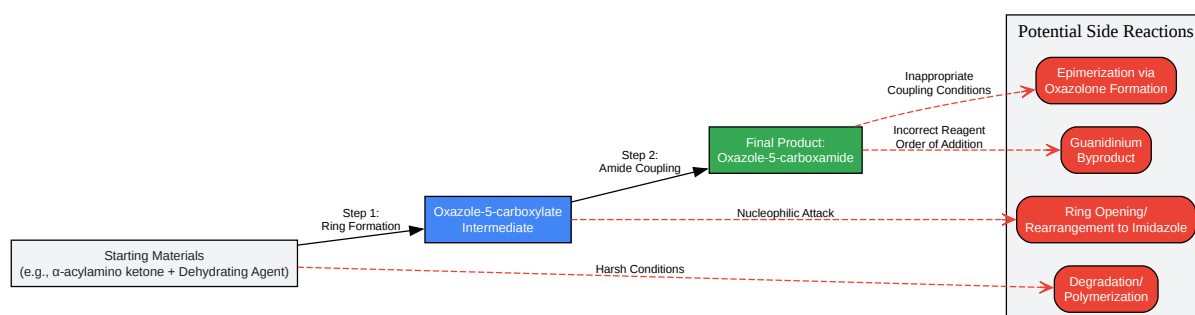 Potential Side Reactions
Epimerization via
Oxazolone Formation
Inappropriate
Coupling Conditions
Incorrect Reagent
Order of Addition
Guanidinium
Byproduct
Final Product:
Oxazole-5-carboxamide
Step 2:
Amide Coupling
Oxazole-5-carboxylate
Intermediate
Nucleophilic Attack
Ring Opening/
Rearrangement to Imidazole
Step 1:
Ring Formation
Starting Materials
(e.g., α-acylamino ketone + Dehydrating Agent)
Harsh Conditions
Degradation/
Polymerization